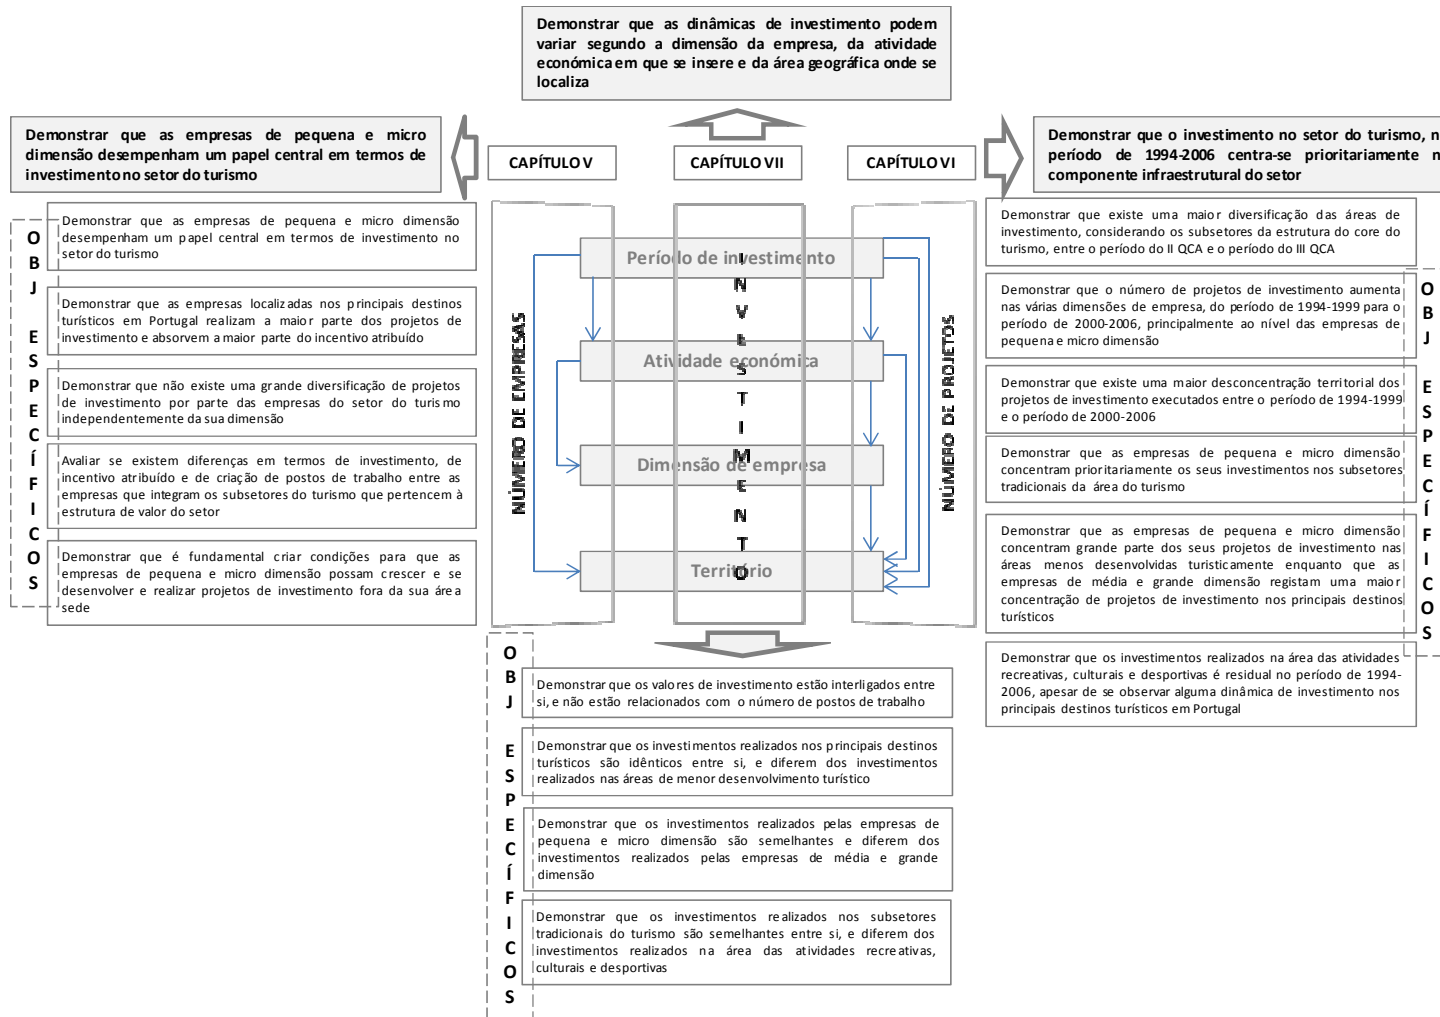 Demonstrar que as dinâmicas de investimento podem
variar segundo a dimensão da empresa, da atividade
económica em que se insere e da área geográfica onde se
localiza
Demonstrar que as empresas de pequena e micro
dimensão desempenham um papel central em termos de
investimento no setor do turismo
CAPÍTULO V
CAPÍTULO VII
CAPÍTULO VI
Demonstrar que o investimento no setor do turismo, n
período de 1994-2006 centra-se prioritariamente n
componente infraestrutural do setor
OBJ ESPECÍFICOS
Demonstrar que as empresas de pequena e micro dimensão
desempenham um papel central em termos de investimento no
setor do turismo
Demonstrar que as empresas localizadas nos principais destinos
turísticos em Portugal realizam a maior parte dos projetos de
investimento e absorvem a maior parte do incentivo atribuído
Demonstrar que não existe uma grande diversificação de projetos
de investimento por parte das empresas do setor do turismo
independentemente da sua dimensão
Avaliar se existem diferenças em termos de investimento, de
incentivo atribuído e de criação de postos de trabalho entre as
empresas que integram os subsetores do turismo que pertencem à
estrutura de valor do setor
Demonstrar que é fundamental criar condições para que as
empresas de pequena e micro dimensão possam crescer e se
desenvolver e realizar projetos de investimento fora da sua área
sede
NÚMERO DE EMPRESAS
Período de investimento
Atividade económica
Dimensão de empresa
Território
INVESTIMENTO
NÚMERO DE PROJETOS
Demonstrar que existe uma maior diversificação das áreas de
investimento, considerando os subsetores da estrutura do core do
turismo, entre o período do II QCA e o período do III QCA
Demonstrar que o número de projetos de investimento aumenta
nas várias dimensões de empresa, do período de 1994-1999 para o
período de 2000-2006, principalmente ao nível das empresas de
pequena e micro dimensão
Demonstrar que existe uma maior desconcentração territorial dos
projetos de investimento executados entre o período de 1994-1999
e o período de 2000-2006
Demonstrar que as empresas de pequena e micro dimensão
concentram prioritariamente os seus investimentos nos subsetores
tradicionais da área do turismo
Demonstrar que as empresas de pequena e micro dimensão
concentram grande parte dos seus projetos de investimento nas
áreas menos desenvolvidas turisticamente enquanto que as
empresas de média e grande dimensão registam uma maior
concentração de projetos de investimento nos principais destinos
turísticos
Demonstrar que os investimentos realizados na área das atividades
recreativas, culturais e desportivas é residual no período de 1994-
2006, apesar de se observar alguma dinâmica de investimento nos
principais destinos turísticos em Portugal
OBJ ESPECÍFICOS
OBJ ESPECÍFICOS
Demonstrar que os valores de investimento estão interligados entre
si, e não estão relacionados com o número de postos de trabalho
Demonstrar que os investimentos realizados nos principais destinos
turísticos são idênticos entre si, e diferem dos investimentos
realizados nas áreas de menor desenvolvimento turístico
Demonstrar que os investimentos realizados pelas empresas de
pequena e micro dimensão são semelhantes e diferem dos
investimentos realizados pelas empresas de média e grande
dimensão
Demonstrar que os investimentos realizados nos subsetores
tradicionais do turismo são semelhantes entre si, e diferem dos
investimentos realizados na área das atividades recreativas,
culturais e desportivas